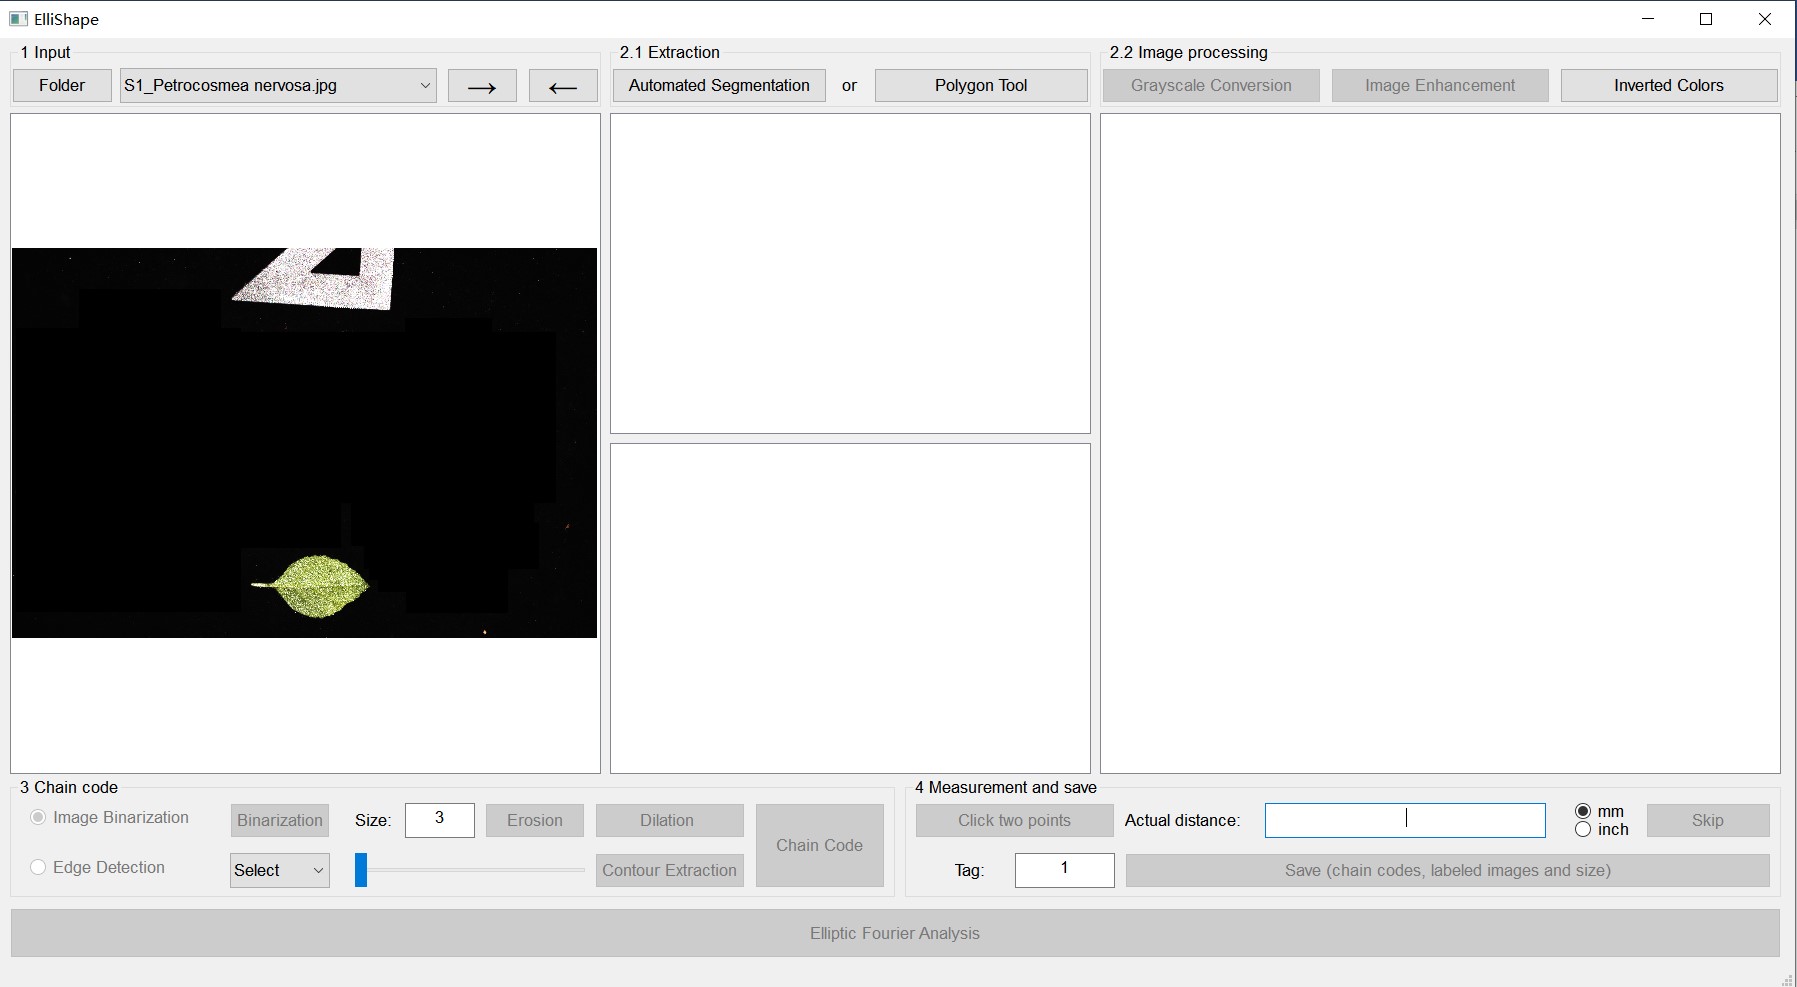 ElliShape
1 Input
2.1 Extraction
2.2 Image processing
Folder
S1_Petrocosmea nervosa.jpg
→
←
Automated Segmentation
or
Polygon Tool
Grayscale Conversion
Image Enhancement
Inverted Colors
3 Chain code
Image Binarization
Binarization
Size:
3
Erosion
Dilation
Chain Code
Edge Detection
Select
Contour Extraction
4 Measurement and save
Click two points
Actual distance:
mm
inch
Skip
Tag:
1
Save (chain codes, labeled images and size)
Elliptic Fourier Analysis